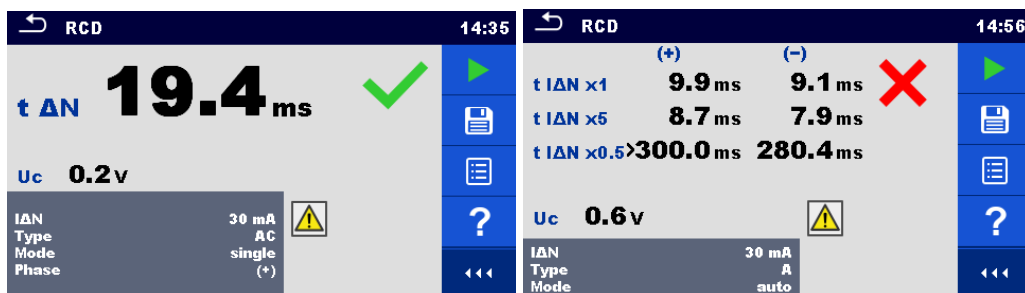 RCD 14:35
t ΔN 19.4 ms
Uc 0.2 v
IΔN 30 mA
Type AC
Mode single
Phase (+)
?
RCD 14:56
(+) (-)
t IΔN x1 9.9 ms 9.1 ms
t IΔN x5 8.7 ms 7.9 ms
t IΔN x0.5 >300.0 ms 280.4 ms
Uc 0.6 v
IΔN 30 mA
Type A
Mode auto
?